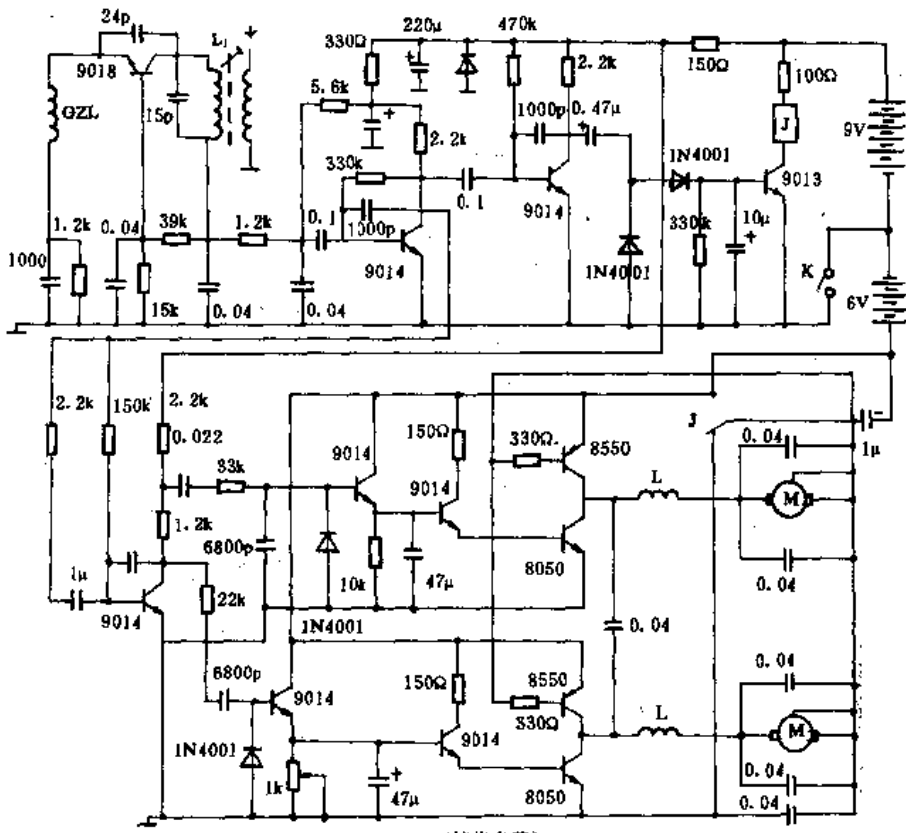 24p
L₁
+
9018
GZL
15p
330Ω
220μ
+
470k
2.2k
150Ω
100Ω
J
9V
5.6k
+
2.2k
1000p
0.47μ
+
1N4001
9013
330k
0.1
1000p
9014
0.1
9014
1N4001
330k
10μ
+
K
6V
1.2k
1000
0.04
39k
1.2k
15k
0.04
0.04
2.2k
150k
2.2k
0.022
33k
9014
150Ω
9014
330Ω
8550
J
L
0.04
-
1μ
M
1.2k
6800p
10k
47μ
8050
0.04
1μ
9014
22k
1N4001
0.04
6800p
9014
150Ω
8550
330Ω
L
0.04
M
1N4001
9014
1k
+
47μ
8050
0.04
0.04